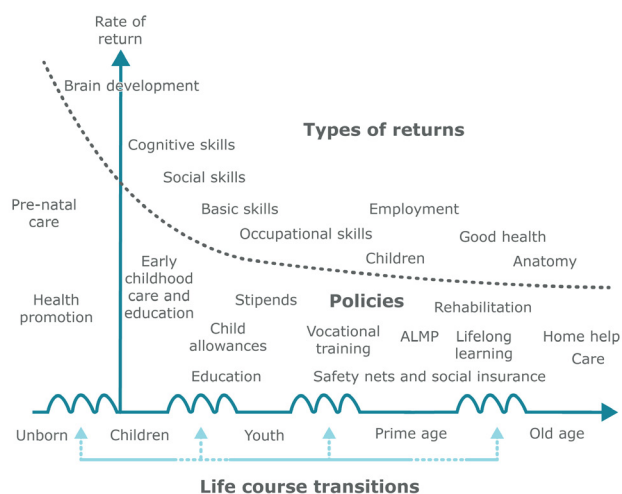 Rate of
return
Brain development
Types of returns
Cognitive skills
Social skills
Pre-natal
care
Basic skills
Employment
Occupational skills
Good health
Children
Anatomy
Early
childhood
care and
education
Health
promotion
Stipends
Policies
Rehabilitation
Child
allowances
Vocational
training
ALMP
Lifelong
learning
Home help
Care
Education
Safety nets and social insurance
Unborn
Children
Youth
Prime age
Old age
Life course transitions